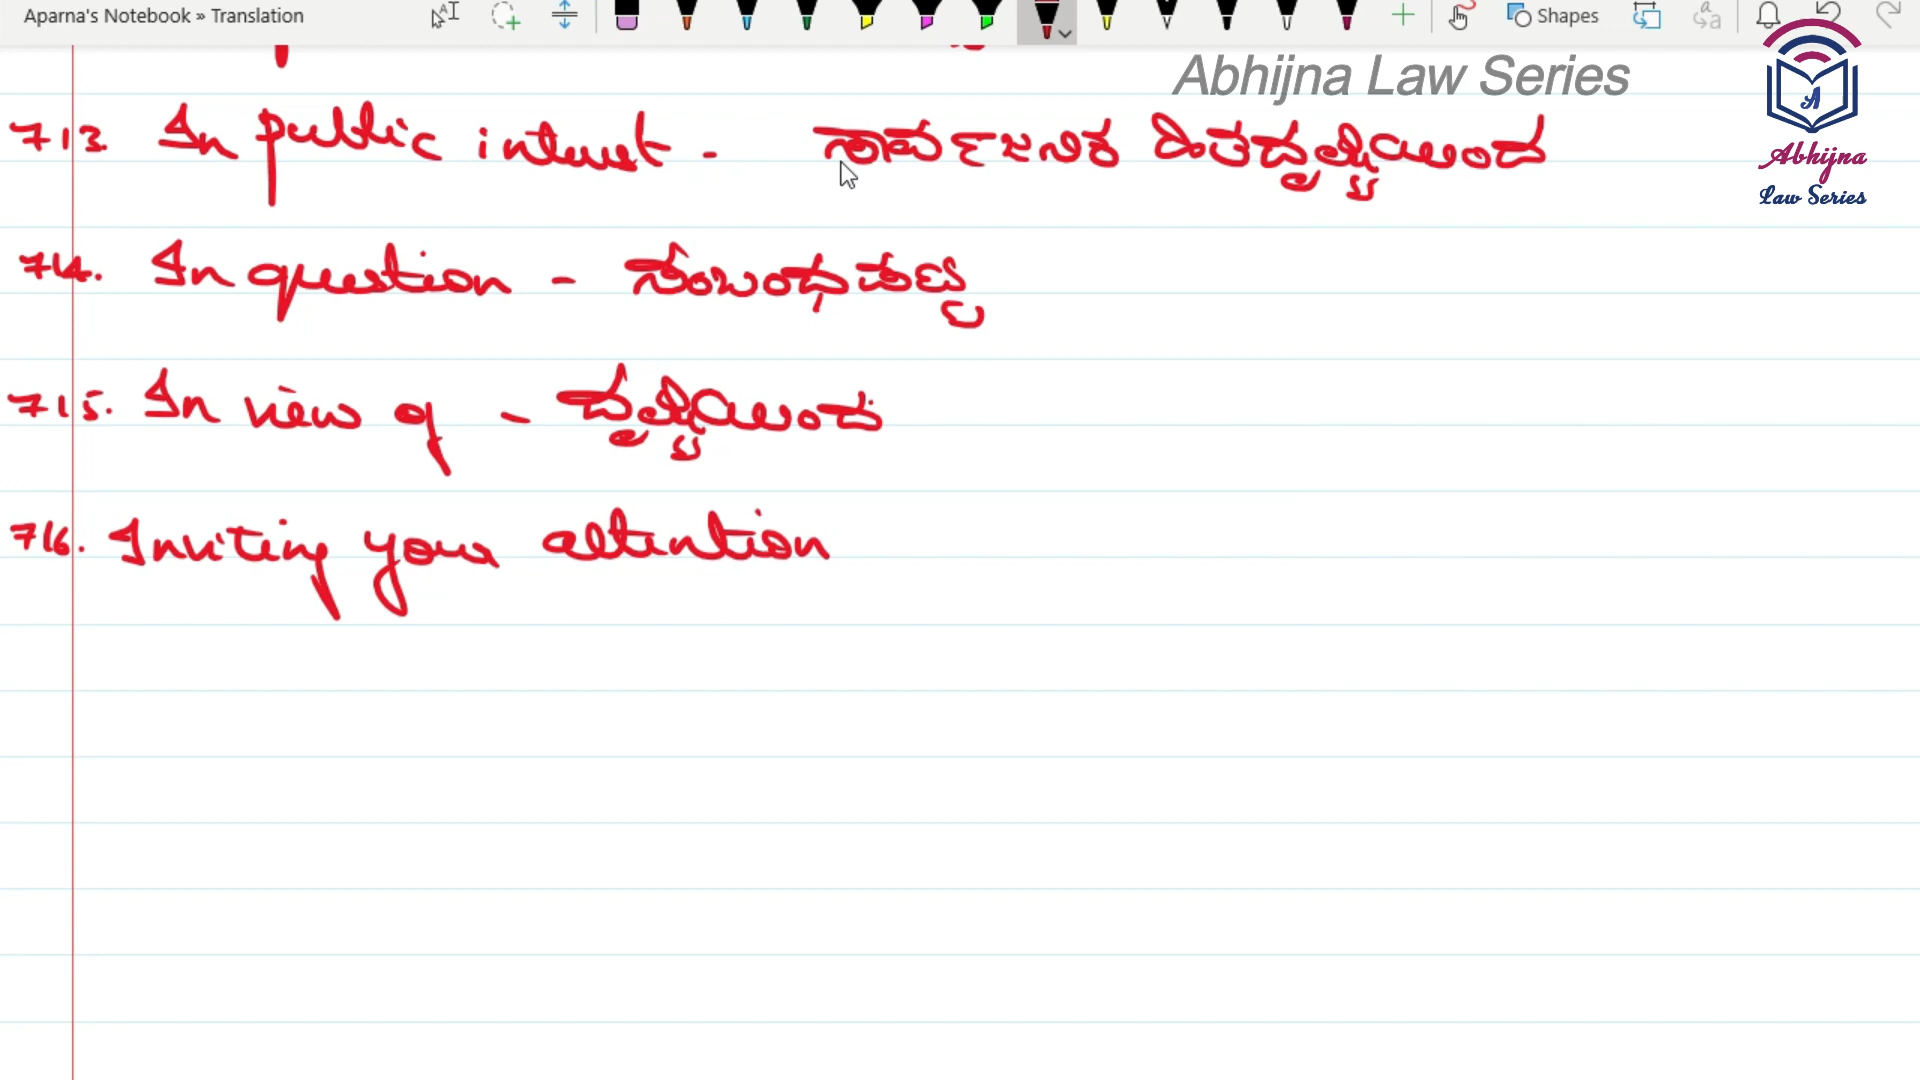 Aparna's Notebook » Translation
Shapes
Abhijna Law Series
713. In public interest - ಸಾರ್ವಜನಿಕ ಹಿತದೃಷ್ಟಿಯಿಂದ
Abhijna
Law Series
714. In question - ಸಂಬಂಧಪಟ್ಟ
715. In view of - ದೃಷ್ಟಿಯಿಂದ
716. Inviting your attention